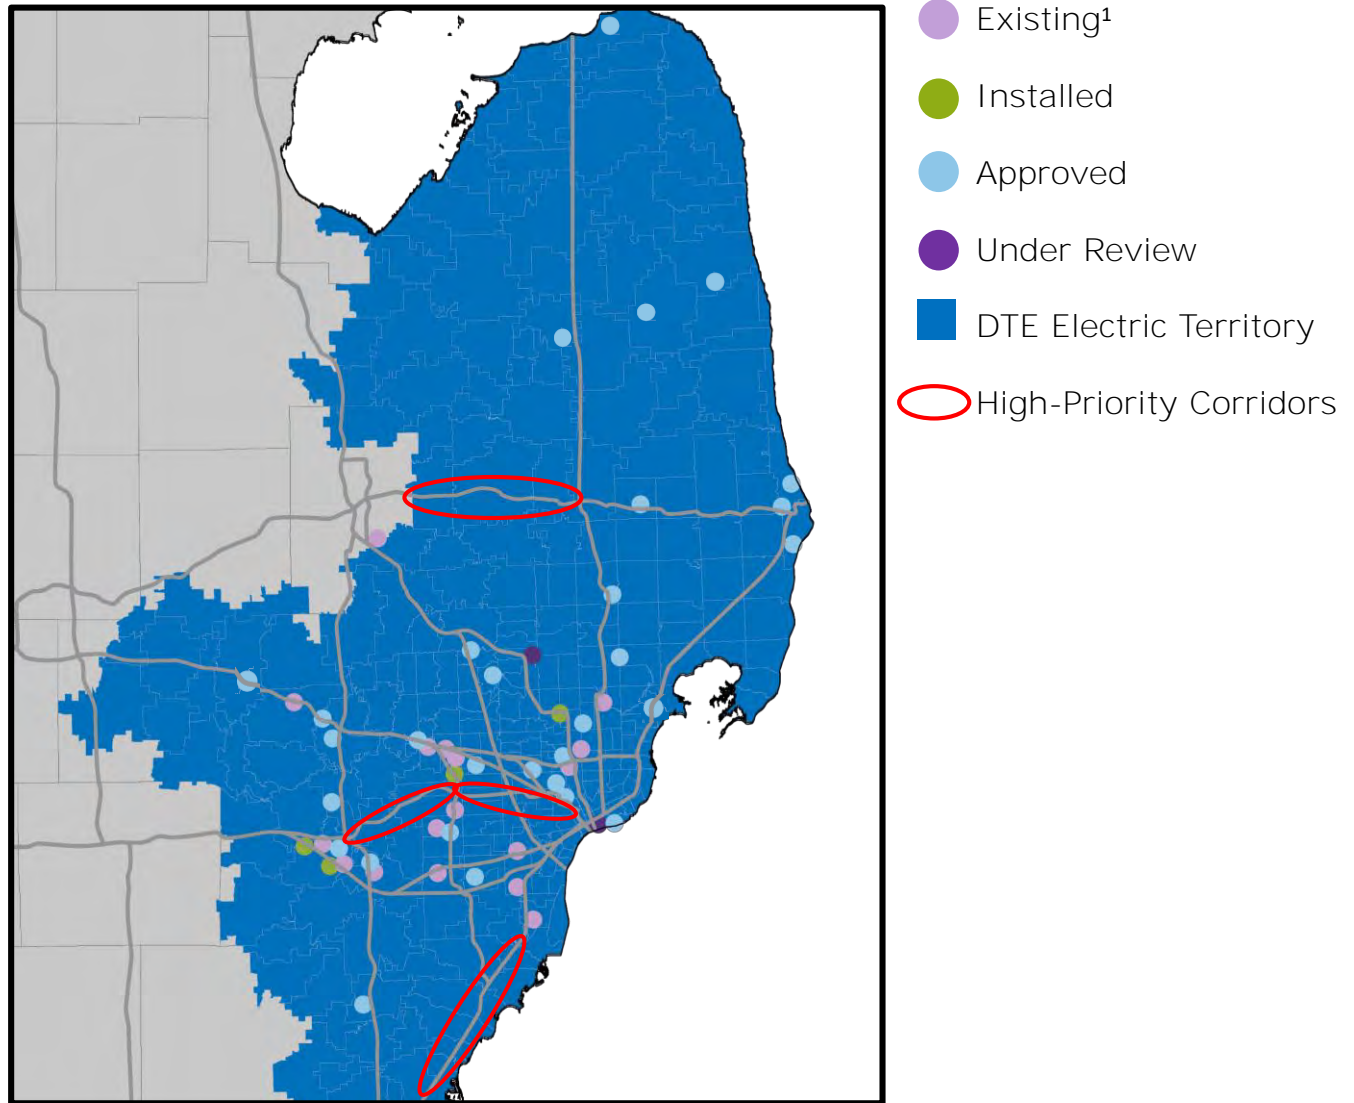 Existing¹
Installed
Approved
Under Review
DTE Electric Territory
High-Priority Corridors